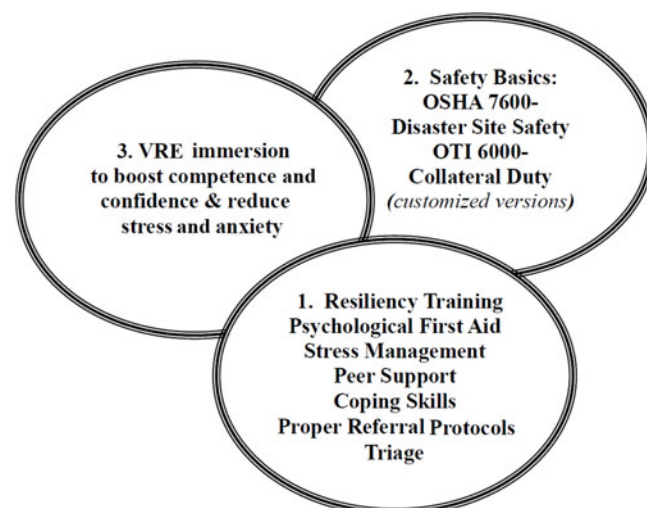 2. Safety Basics:
OSHA 7600-
Disaster Site Safety
OTI 6000-
Collateral Duty
(customized versions)
3. VRE immersion
to boost competence and
confidence & reduce
stress and anxiety
1. Resiliency Training
Psychological First Aid
Stress Management
Peer Support
Coping Skills
Proper Referral Protocols
Triage